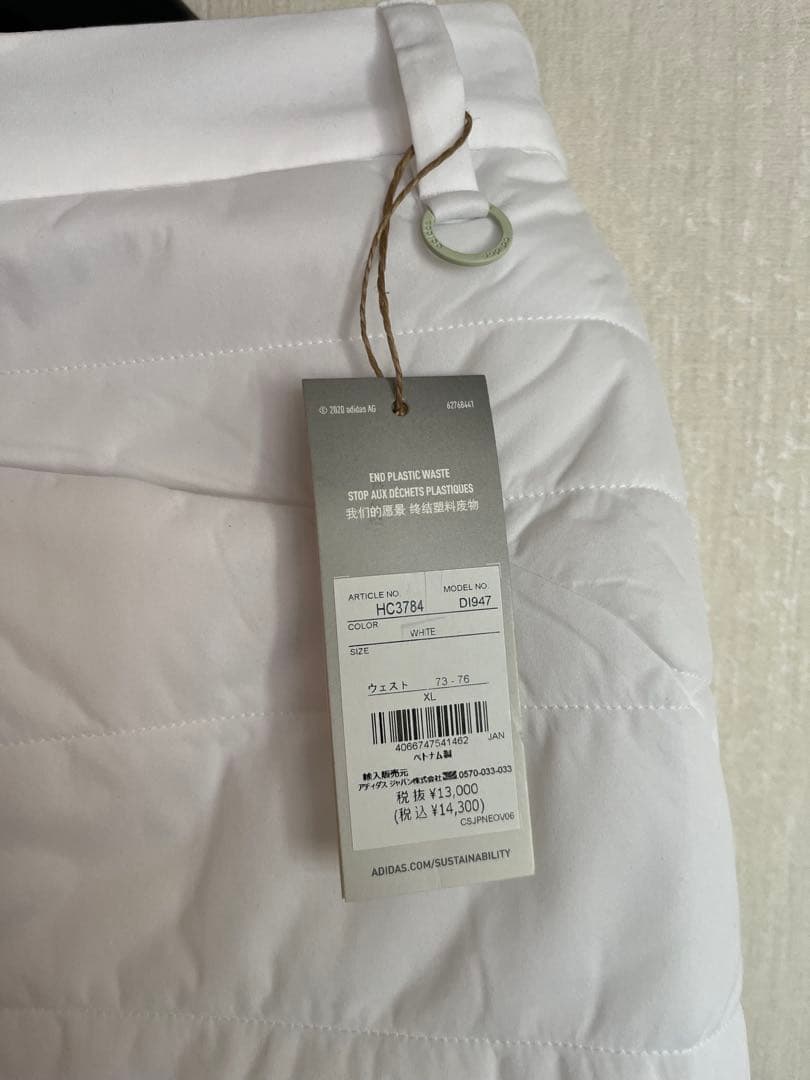 © 2020 adidas AG 62768441
END PLASTIC WASTE
STOP AUX DÉCHETS PLASTIQUES
我们的愿景 终结塑料废物
ARTICLE NO. MODEL NO.
HC3784 DI947
COLOR
WHITE
SIZE
ウェスト 73 - 76
XL
4066747541462 JAN
ベトナム製
輸入販売元
アディダス ジャパン株式会社 0570-033-033
税抜 ¥13,000
(税込 ¥14,300)
CSJPNEOV06
ADIDAS.COM/SUSTAINABILITY